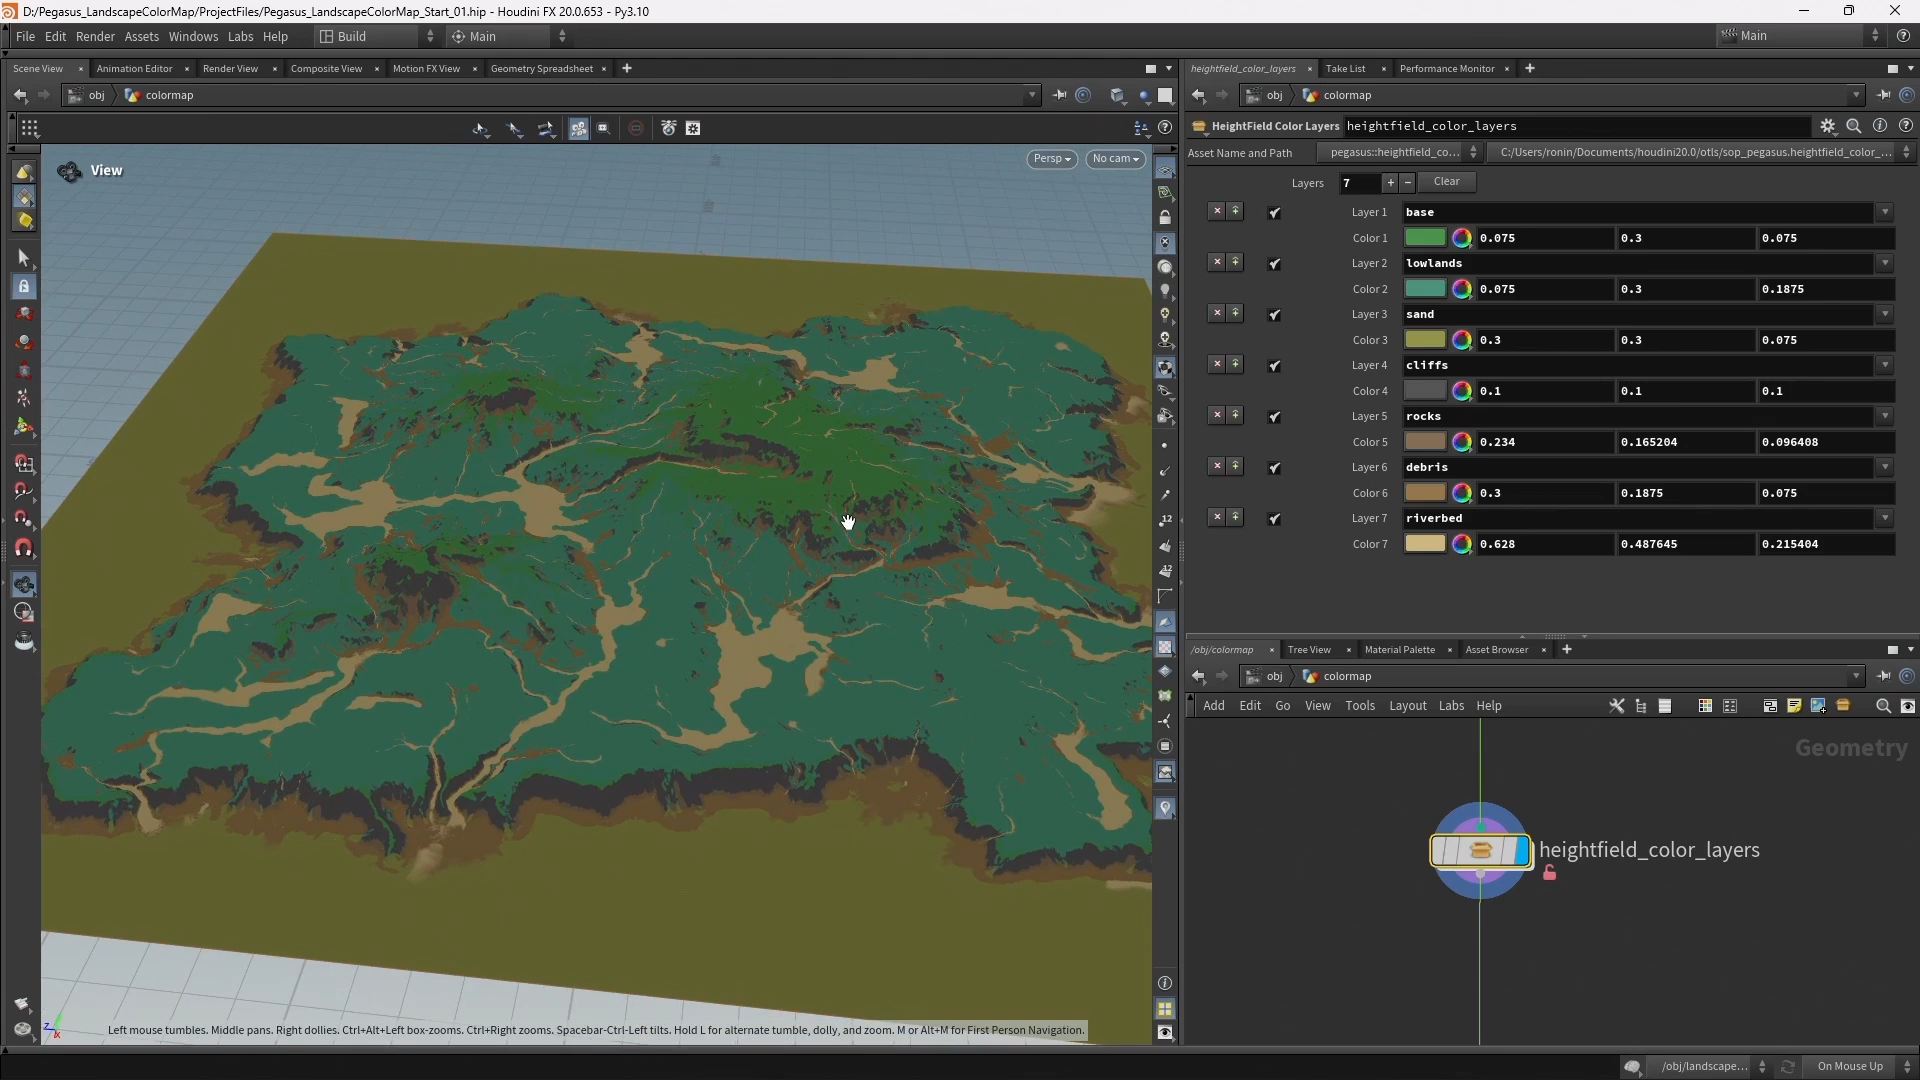 D:/Pegasus_LandscapeColorMap/ProjectFiles/Pegasus_LandscapeColorMap_Start_01.hip - Houdini FX 20.0.653 - Py3.10
File Edit Render Assets Windows Labs Help Build Main Main
Scene View Animation Editor Render View Composite View Motion FX View Geometry Spreadsheet
obj colormap
View
Persp No cam
heightfield_color_layers Take List Performance Monitor
obj colormap
HeightField Color Layers heightfield_color_layers
Asset Name and Path pegasus::heightfield_co... C:/Users/ronin/Documents/houdini20.0/otls/sop_pegasus.heightfield_color_...
Layers 7 Clear
Layer 1 base
Color 1 0.075 0.3 0.075
Layer 2 lowlands
Color 2 0.075 0.3 0.1875
Layer 3 sand
Color 3 0.3 0.3 0.075
Layer 4 cliffs
Color 4 0.1 0.1 0.1
Layer 5 rocks
Color 5 0.234 0.165204 0.096408
Layer 6 debris
Color 6 0.3 0.1875 0.075
Layer 7 riverbed
Color 7 0.628 0.487645 0.215404
12
12
/obj/colormap Tree View Material Palette Asset Browser
obj colormap
Add Edit Go View Tools Layout Labs Help
Geometry
heightfield_color_layers
Z X
Left mouse tumbles. Middle pans. Right dollies. Ctrl+Alt+Left box-zooms. Ctrl+Right zooms. Spacebar-Ctrl-Left tilts. Hold L for alternate tumble, dolly, and zoom. M or Alt+M for First Person Navigation.
/obj/landscape... On Mouse Up